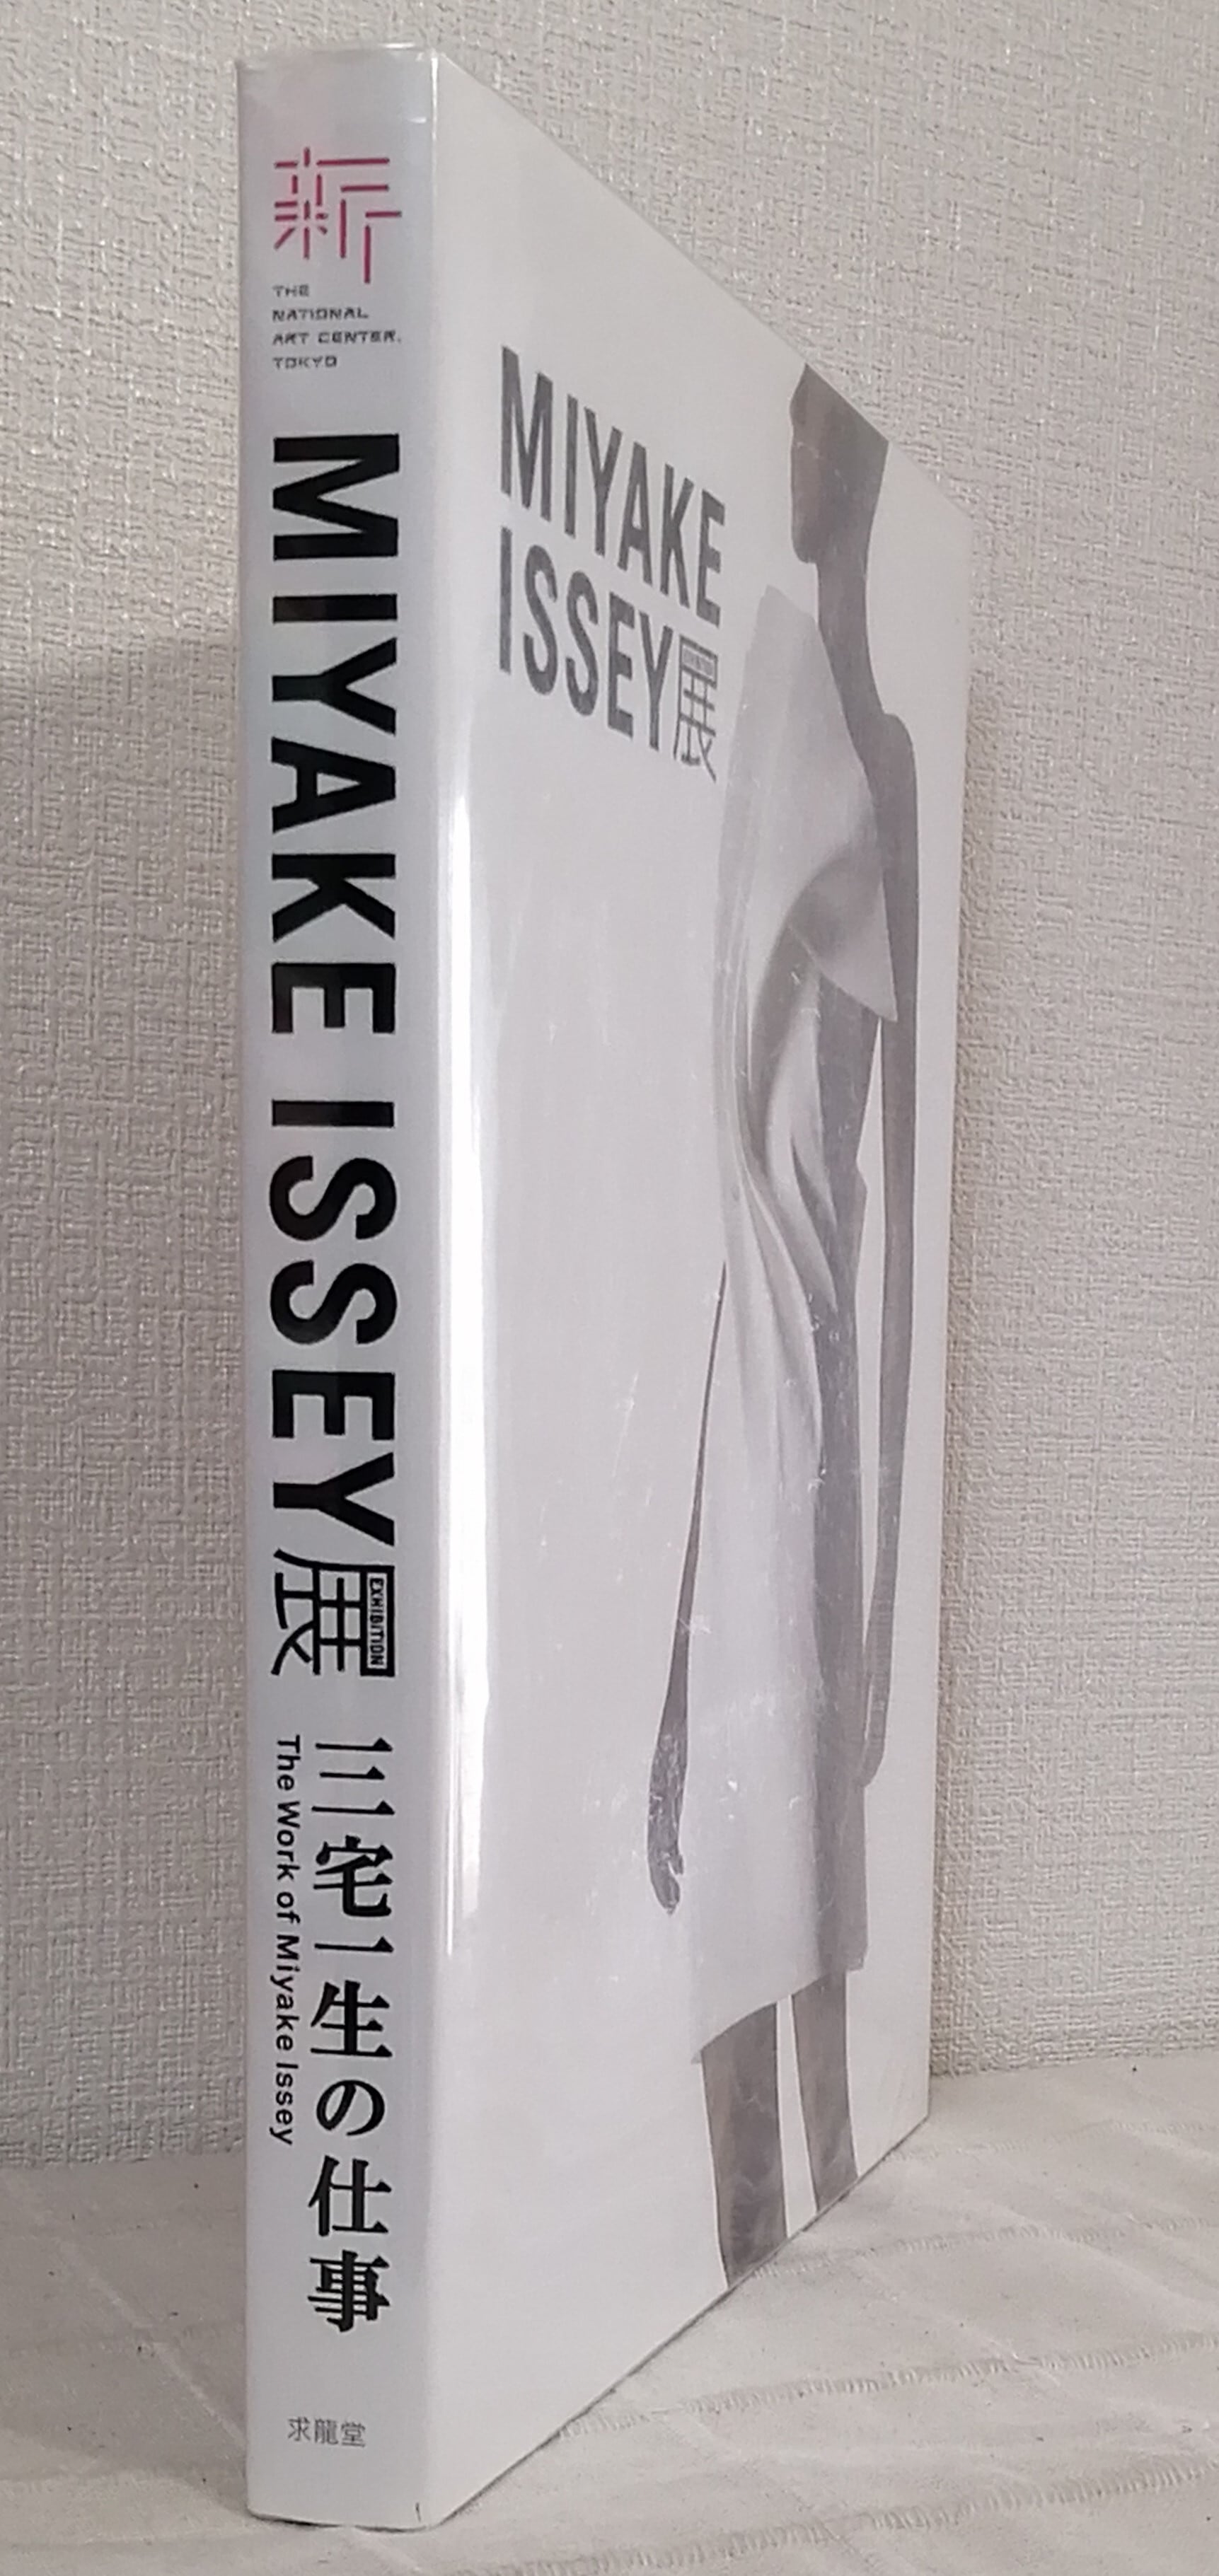 新
THE
NATIONAL
ART CENTER,
TOKYO
MIYAKE ISSEY展
EXHIBITION
三宅一生の仕事
The Work of Miyake Issey
求龍堂
MIYAKE
ISSEY展
EXHIBITION